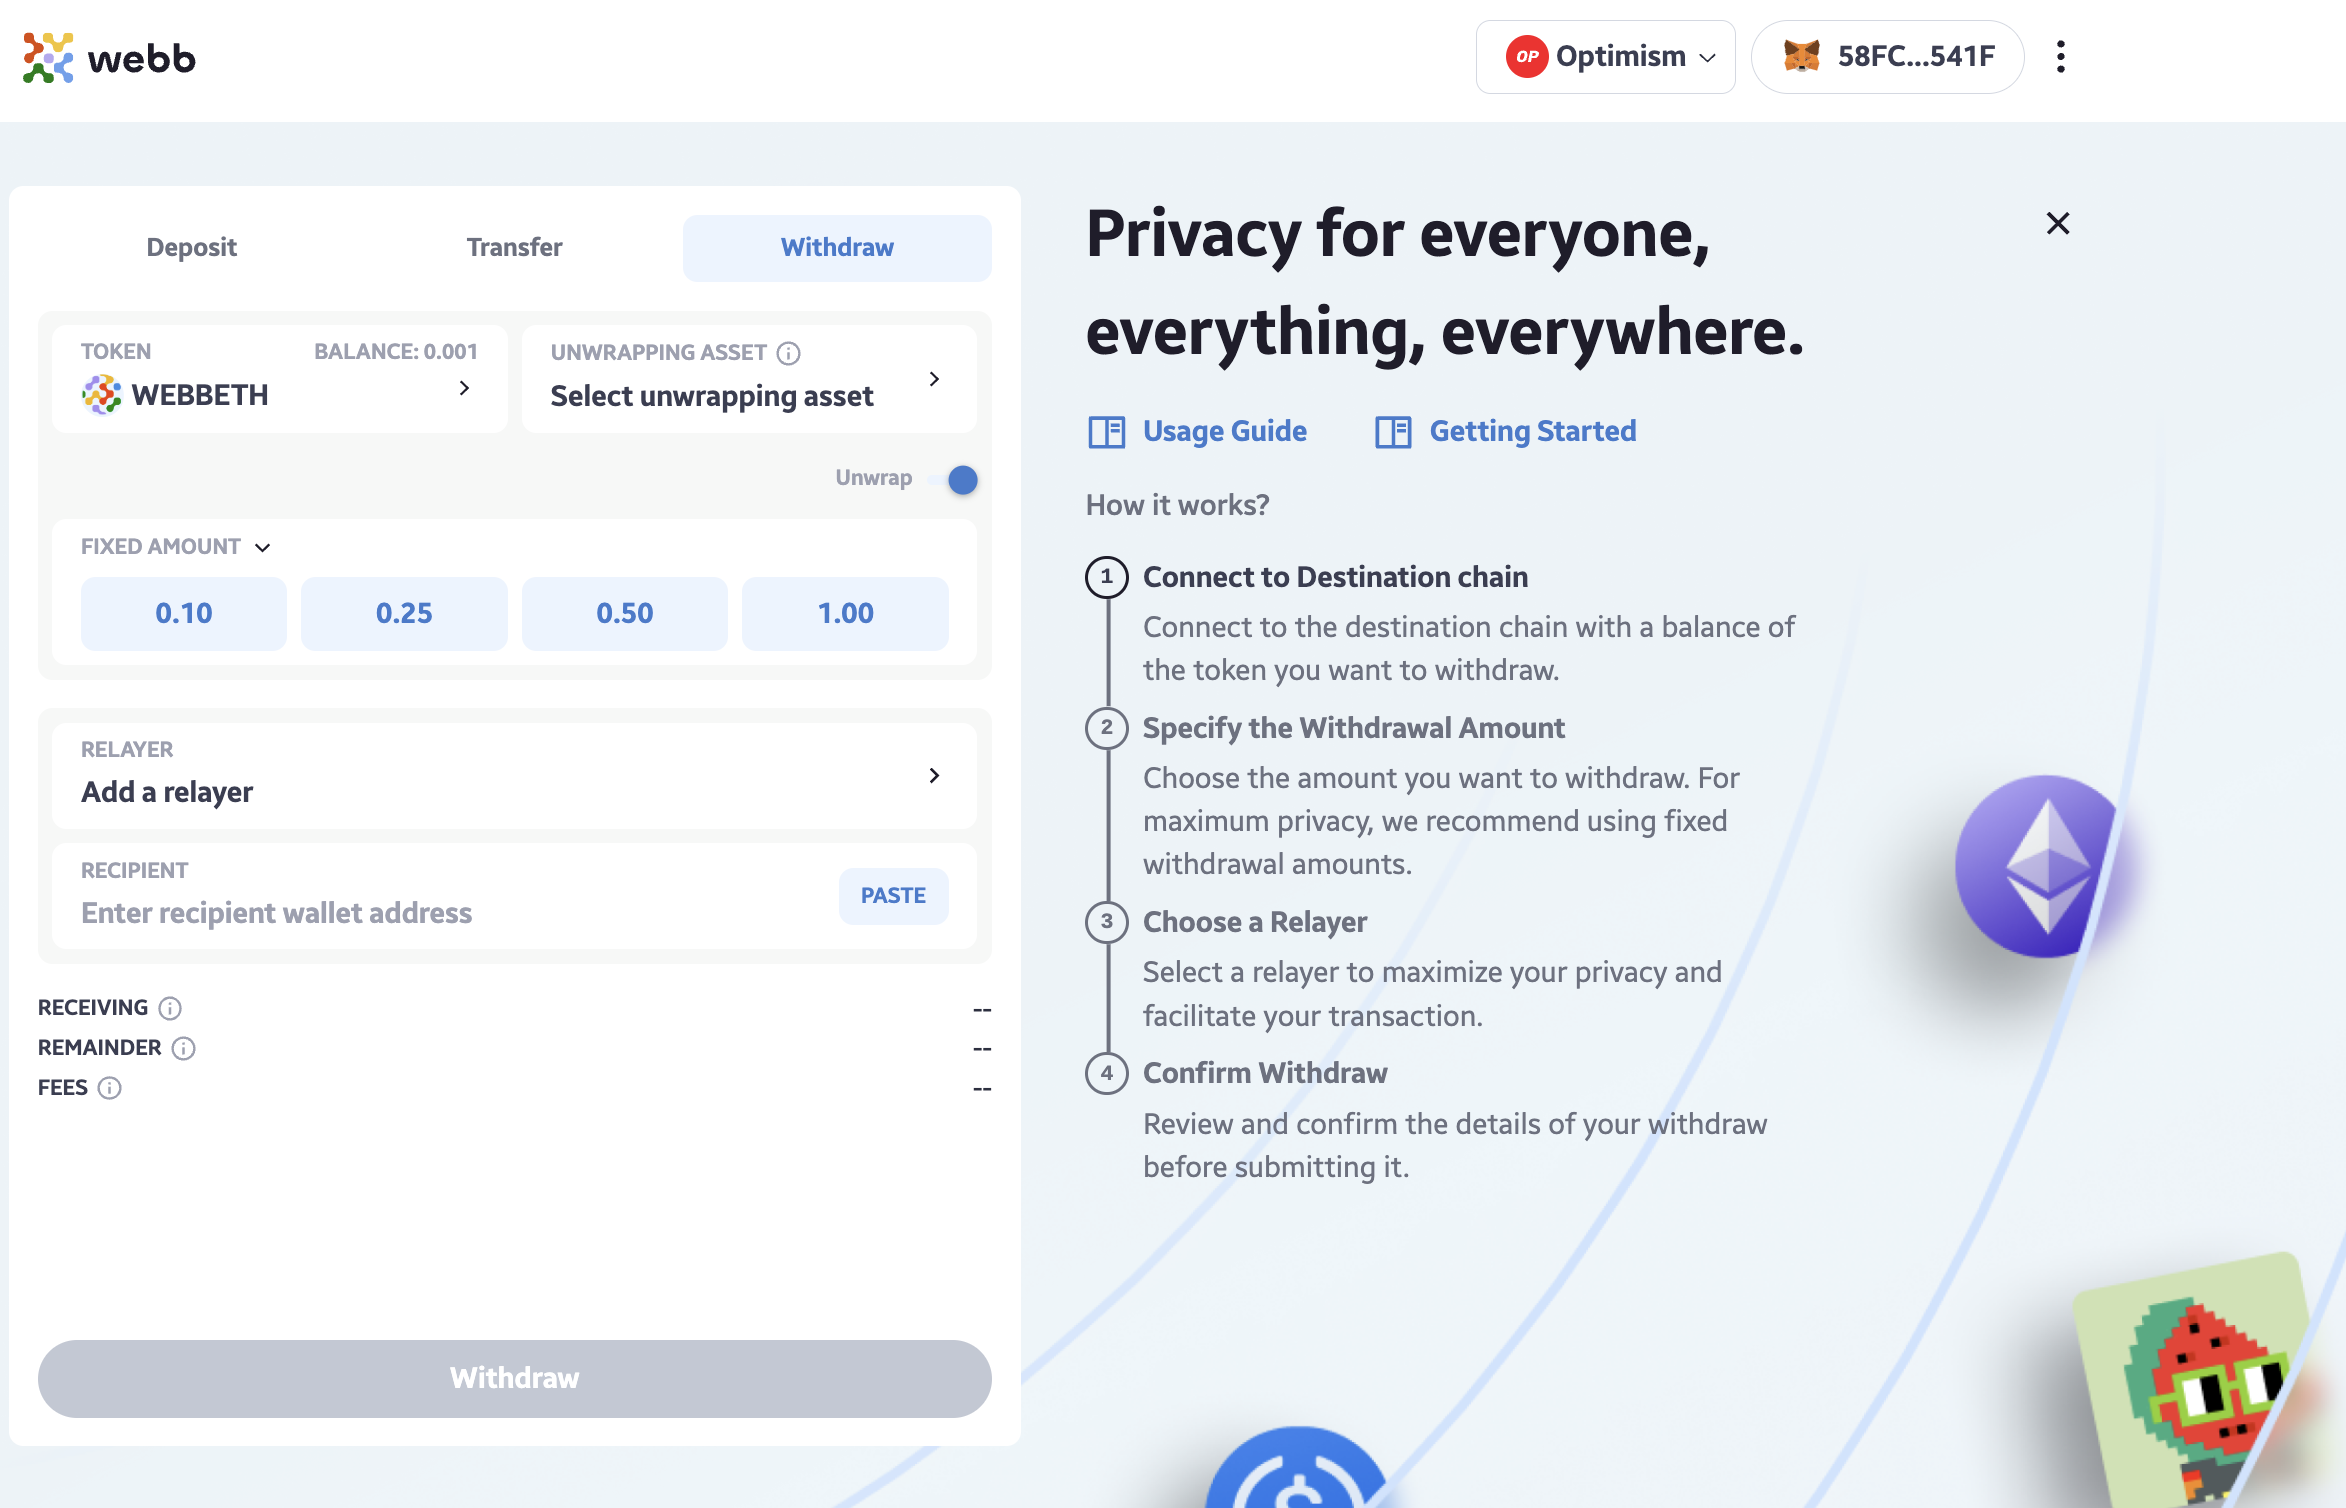 webb
OP Optimism
58FC...541F
Deposit
Transfer
Withdraw
TOKEN
BALANCE: 0.001
WEBBETH
UNWRAPPING ASSET
Select unwrapping asset
Unwrap
FIXED AMOUNT
0.10
0.25
0.50
1.00
RELAYER
Add a relayer
RECIPIENT
Enter recipient wallet address
PASTE
RECEIVING
--
REMAINDER
--
FEES
--
Withdraw
Privacy for everyone,
everything, everywhere.
Usage Guide
Getting Started
How it works?
1 Connect to Destination chain
Connect to the destination chain with a balance of
the token you want to withdraw.
2 Specify the Withdrawal Amount
Choose the amount you want to withdraw. For
maximum privacy, we recommend using fixed
withdrawal amounts.
3 Choose a Relayer
Select a relayer to maximize your privacy and
facilitate your transaction.
4 Confirm Withdraw
Review and confirm the details of your withdraw
before submitting it.